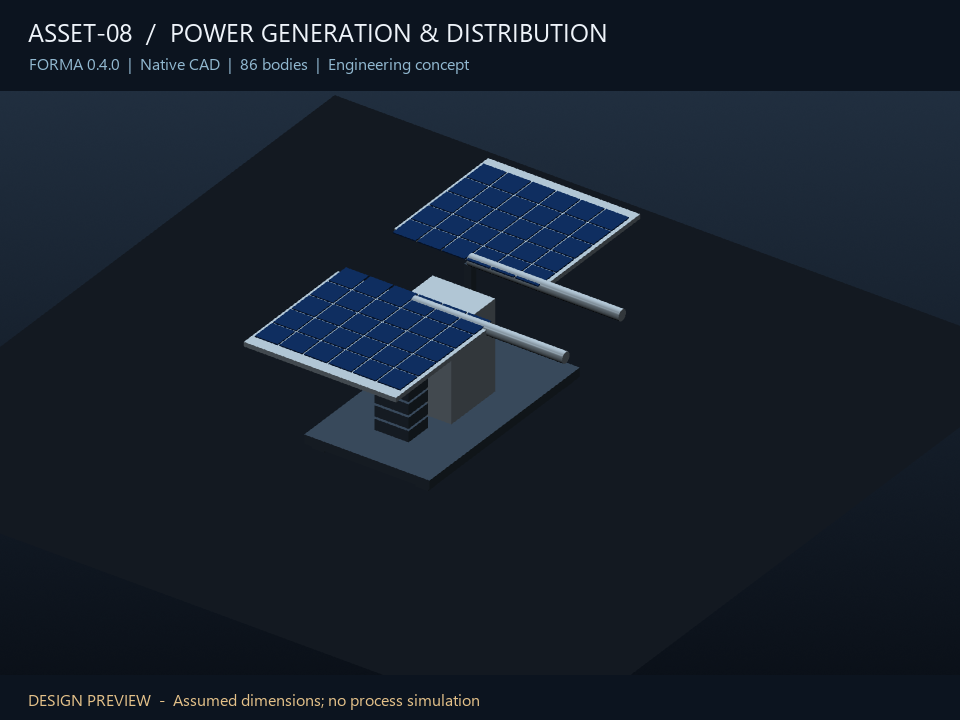 ASSET-08 / POWER GENERATION & DISTRIBUTION
FORMA 0.4.0 | Native CAD | 86 bodies | Engineering concept
DESIGN PREVIEW - Assumed dimensions; no process simulation